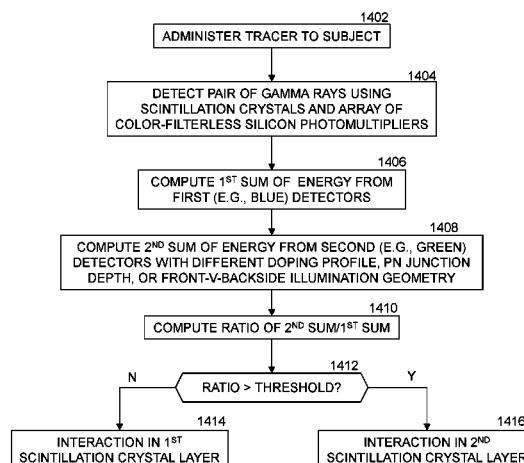 1402
ADMINISTER TRACER TO SUBJECT
1404
DETECT PAIR OF GAMMA RAYS USING
SCINTILLATION CRYSTALS AND ARRAY OF
COLOR-FILTERLESS SILICON PHOTOMULTIPLIERS
1406
COMPUTE 1ST SUM OF ENERGY FROM
FIRST (E.G., BLUE) DETECTORS
1408
COMPUTE 2ND SUM OF ENERGY FROM SECOND (E.G., GREEN)
DETECTORS WITH DIFFERENT DOPING PROFILE, PN JUNCTION
DEPTH, OR FRONT-V-BACKSIDE ILLUMINATION GEOMETRY
1410
COMPUTE RATIO OF 2ND SUM/1ST SUM
1412
N
RATIO > THRESHOLD?
Y
1414
INTERACTION IN 1ST
SCINTILLATION CRYSTAL LAYER
1416
INTERACTION IN 2ND
SCINTILLATION CRYSTAL LAYER